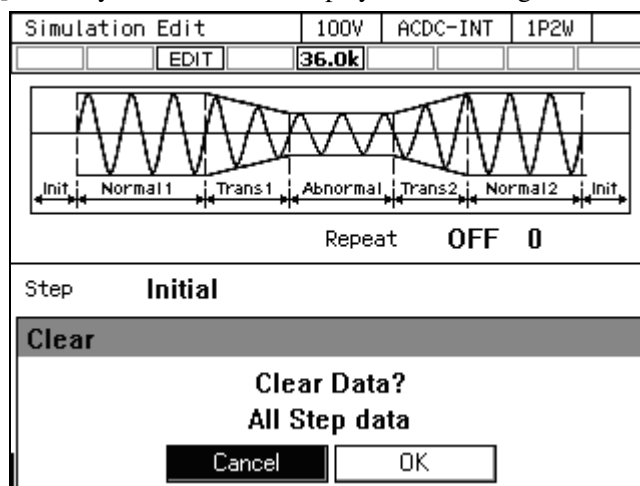 Simulation Edit 100V ACDC-INT 1P2W
EDIT 36.0k
Init Normal1 Trans1 Abnormal Trans2 Normal2 Init
Repeat OFF 0
Step Initial
Clear
Clear Data?
All Step data
Cancel OK